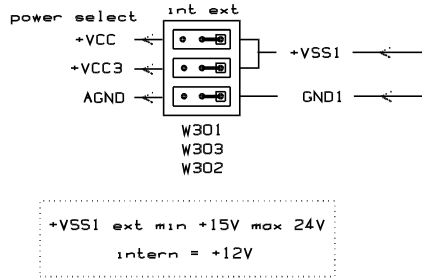 power select
int ext
+VCC
+VSS1
+VCC3
AGND
GND1
W301
W303
W302
+VSS1 ext min +15V max 24V
intern = +12V